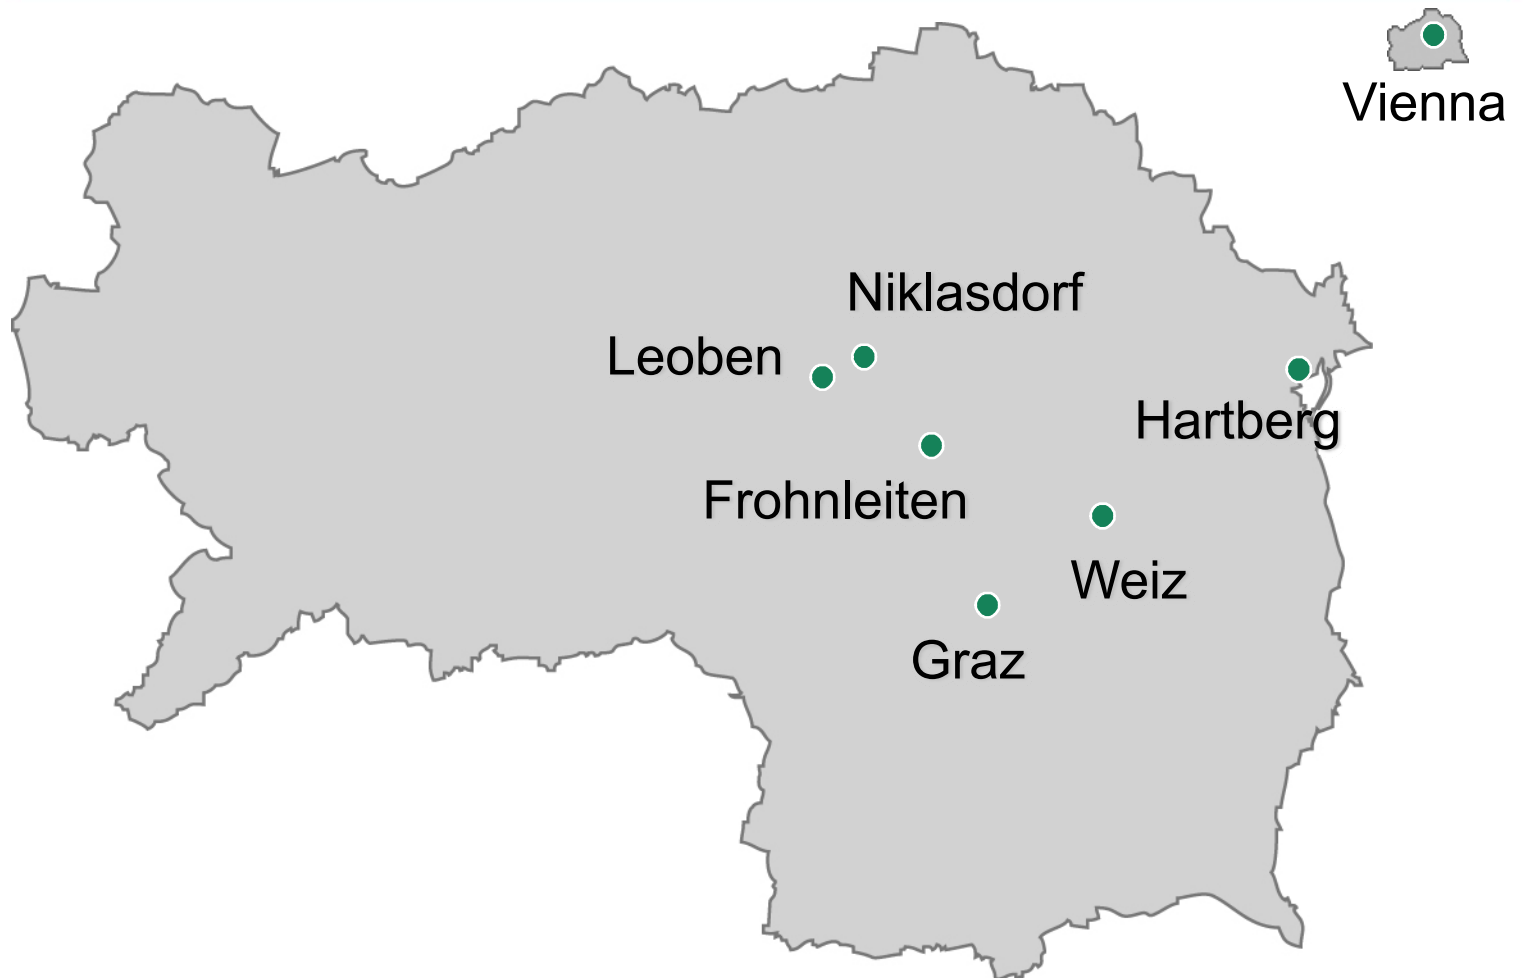 Vienna
Niklasdorf
Leoben
Hartberg
Frohnleiten
Weiz
Graz